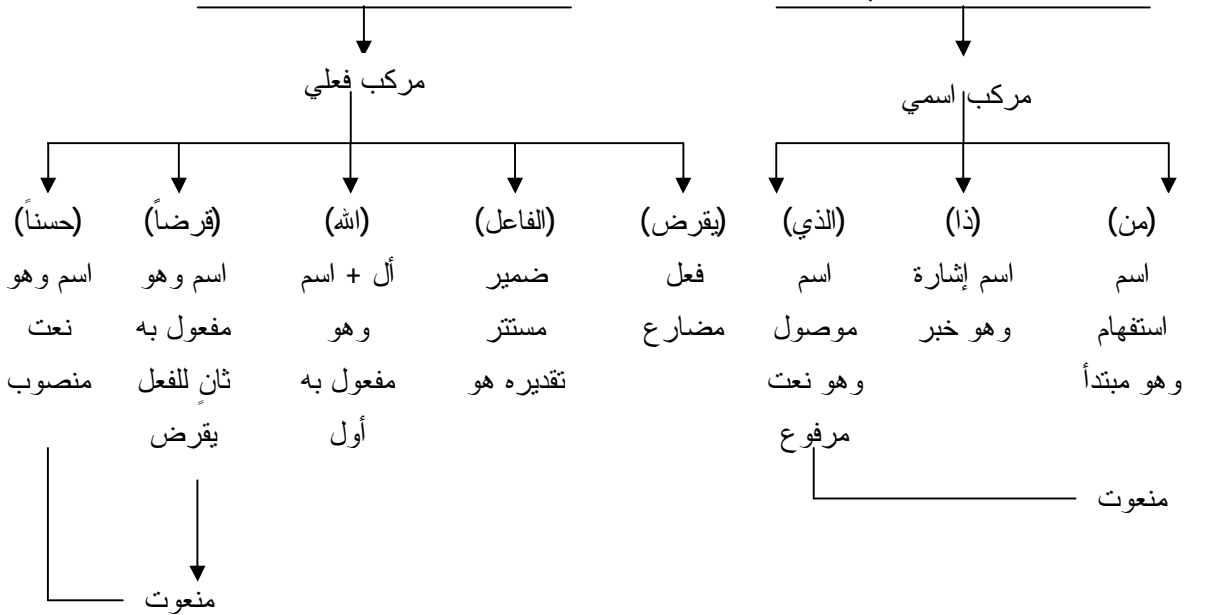 مركب اسمي
مركب فعلي
(من) (ذا) (الذي) (يقرض) (الفاعل) (الله) (قرضاً) (حسناً)
اسم اسم إشارة اسم فعل ضمير أل + اسم اسم وهو اسم وهو
استفهام وهو خبر موصول مضارع مستتر وهو مفعول به نعت
وهو مبتدأ وهو نعت تقديره هو مفعول به ثانٍ للفعل منصوب
مرفوع أول يقرض
منعوت
منعوت